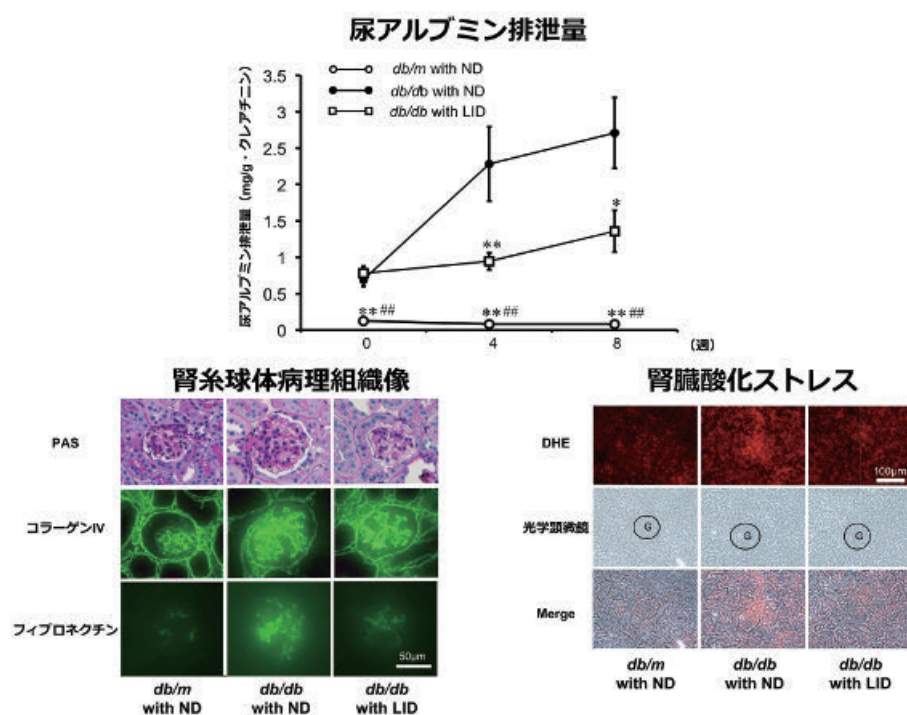 尿アルブミン排泄量
db/m with ND
db/db with ND
db/db with LID
尿アルブミン排泄量（mg/g・クレアチニン）
3.5
3
2.5
2
1.5
1
0.5
0
*
**
**## **## **##
0 4 8 （週）
腎糸球体病理組織像
PAS
コラーゲンIV
フィブロネクチン
50μm
db/m with ND
db/db with ND
db/db with LID
腎臓酸化ストレス
DHE
100μm
光学顕微鏡
G G G
Merge
db/m with ND
db/db with ND
db/db with LID